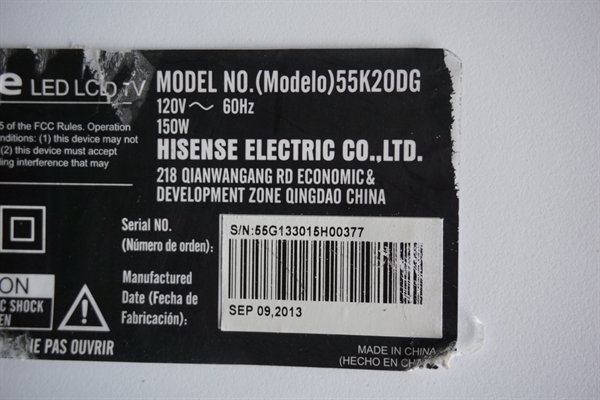 e LED LCD TV
MODEL NO.(Modelo)55K20DG
120V～ 60Hz
150W
5 of the FCC Rules. Operation
nditions: (1) this device may not
(2) this device must accept
ding interference that may
HISENSE ELECTRIC CO.,LTD.
218 QIANWANGANG RD ECONOMIC &
DEVELOPMENT ZONE QINGDAO CHINA
Serial NO.
(Número de orden):
S/N:55G133015H00377
Manufactured
Date (Fecha de
Fabricación):
SEP 09,2013
ON
C SHOCK
EN
NE PAS OUVRIR
MADE IN CHINA
(HECHO EN CH